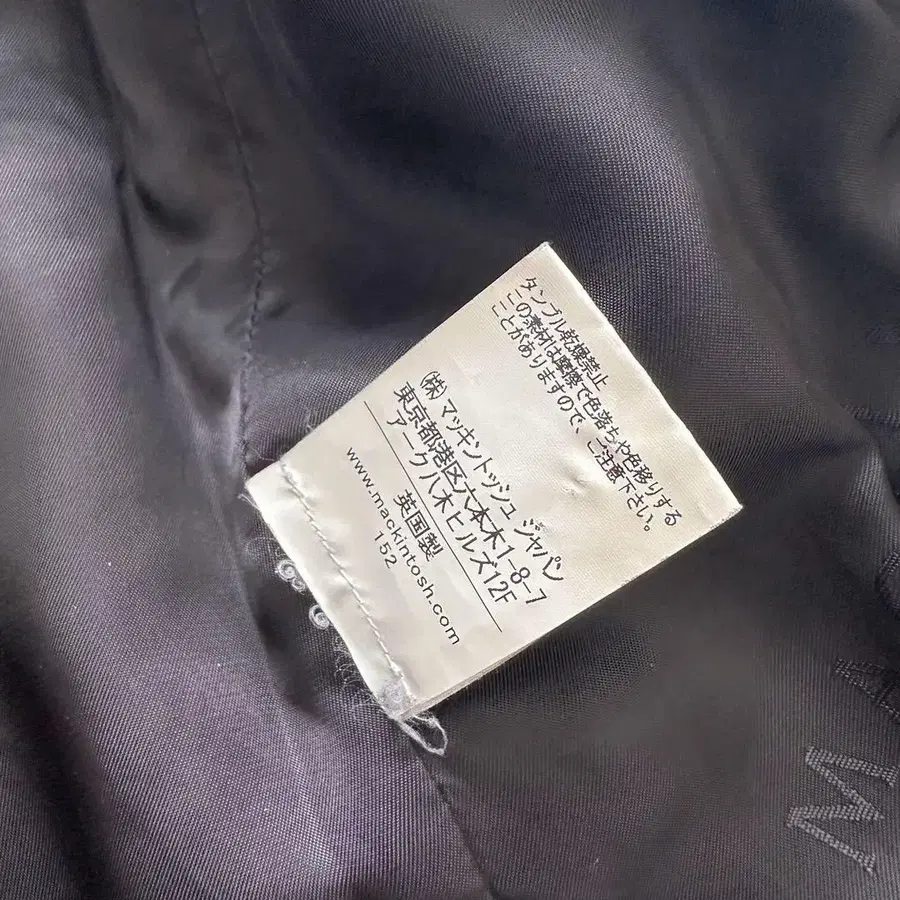 タンブル乾燥禁止
この素材は摩擦で色落ちや色移りする
ことがありますので、ご注意下さい。
(株) マッキントッシュ ジャパン
東京都港区六本木1-8-7
アーク八木ヒルズ12F
英国製
www.mackintosh.com
152
MA